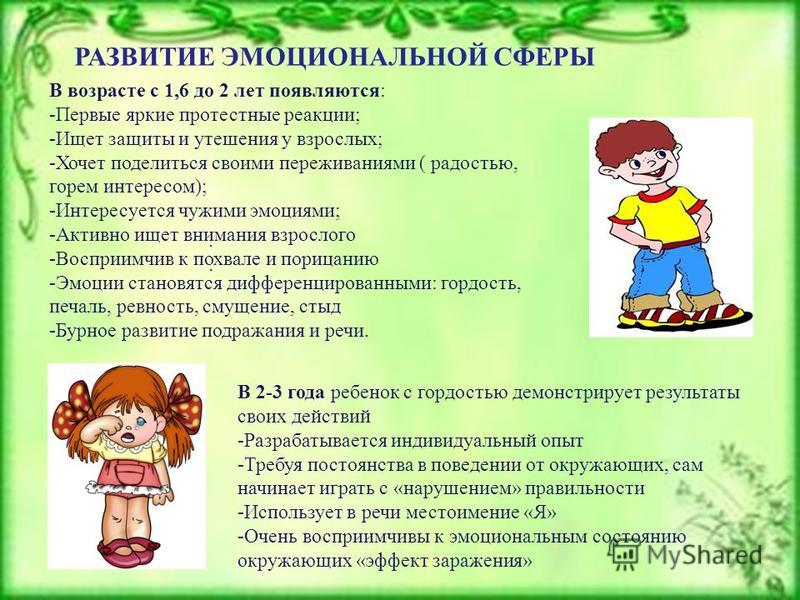 РАЗВИТИЕ ЭМОЦИОНАЛЬНОЙ СФЕРЫ
В возрасте с 1,6 до 2 лет появляются:
-Первые яркие протестные реакции;
-Ищет защиты и утешения у взрослых;
-Хочет поделиться своими переживаниями ( радостью,
горем интересом);
-Интересуется чужими эмоциями;
-Активно ищет внимания взрослого
-Восприимчив к похвале и порицанию
-Эмоции становятся дифференцированными: гордость,
печаль, ревность, смущение, стыд
-Бурное развитие подражания и речи.
В 2-3 года ребенок с гордостью демонстрирует результаты
своих действий
-Разрабатывается индивидуальный опыт
-Требуя постоянства в поведении от окружающих, сам
начинает играть с «нарушением» правильности
-Использует в речи местоимение «Я»
-Очень восприимчивы к эмоциональным состоянию
окружающих «эффект заражения»
MyShared